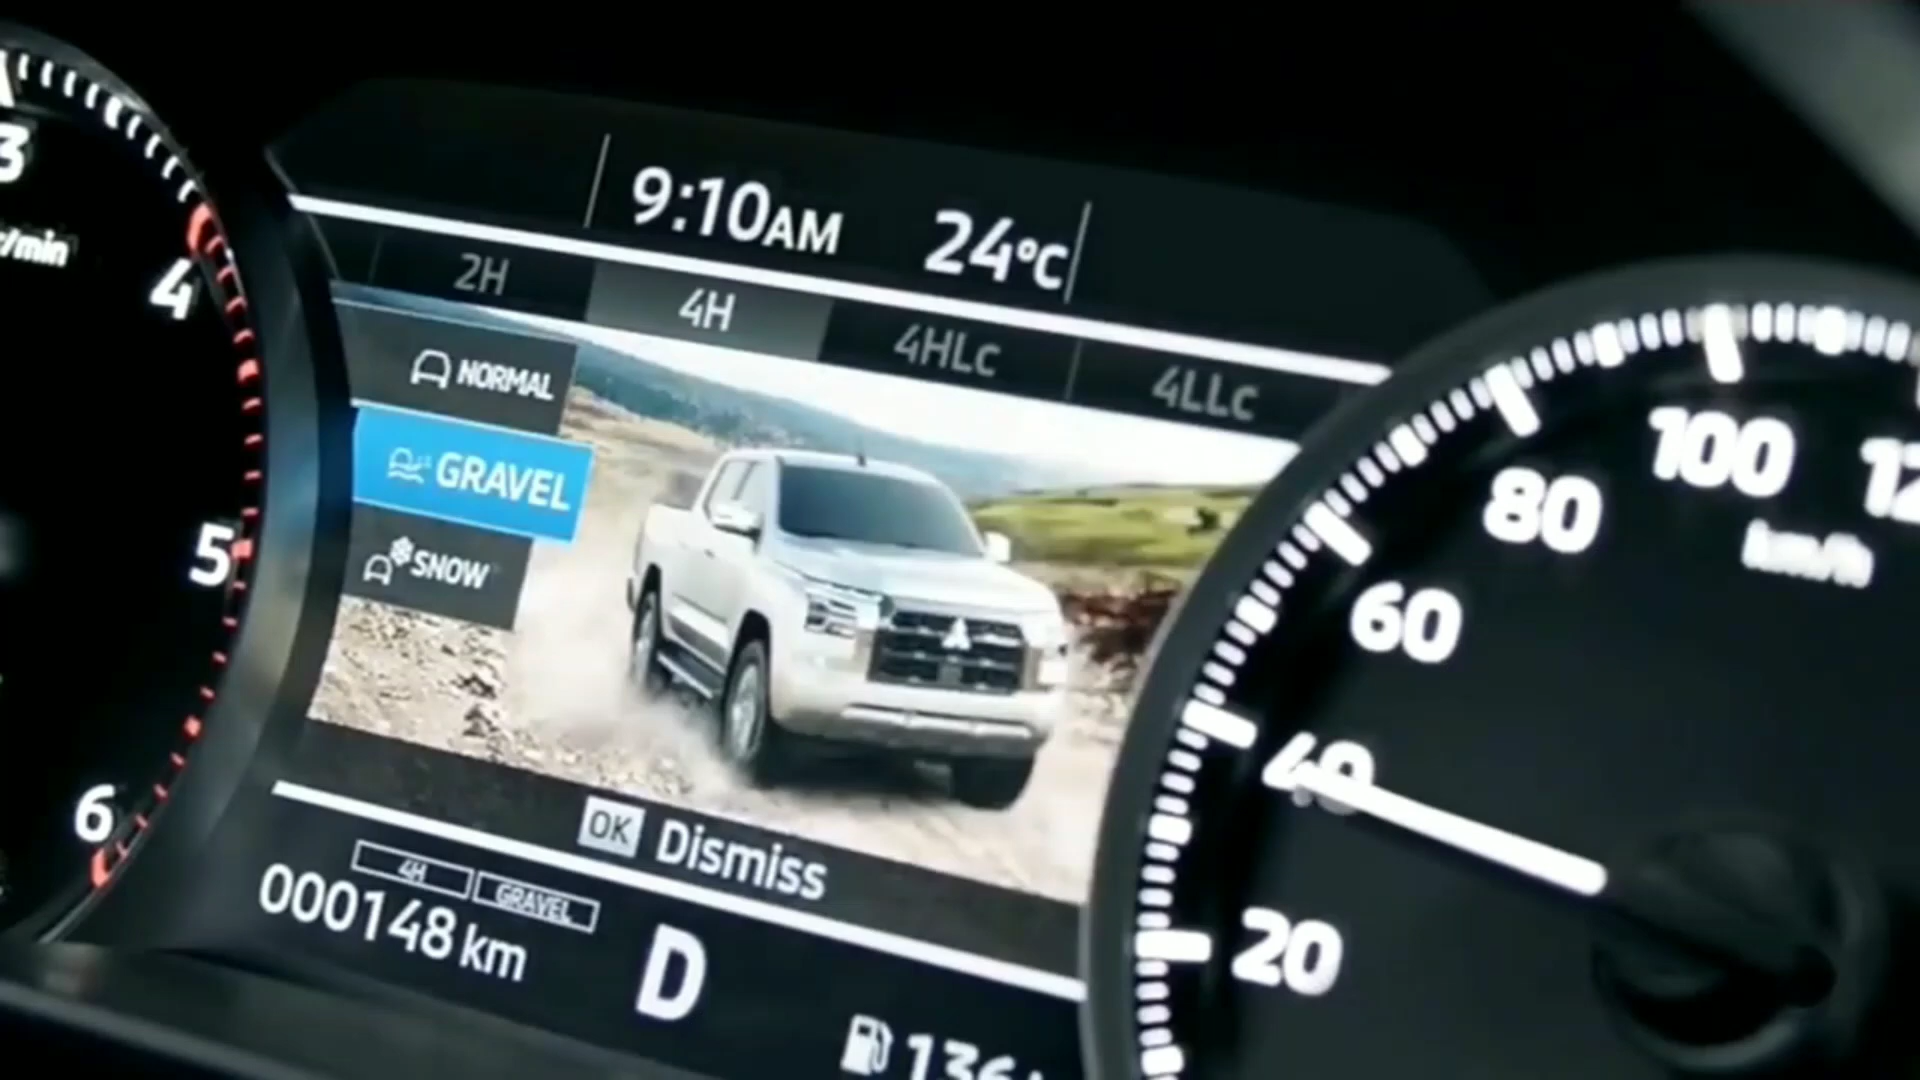 9:10AM 24°C
2H 4H 4HLc 4LLc
NORMAL
GRAVEL
SNOW
OK Dismiss
4H GRAVEL
000148 km
D
3
r/min
4
5
6
100
80
km/h
60
40
20